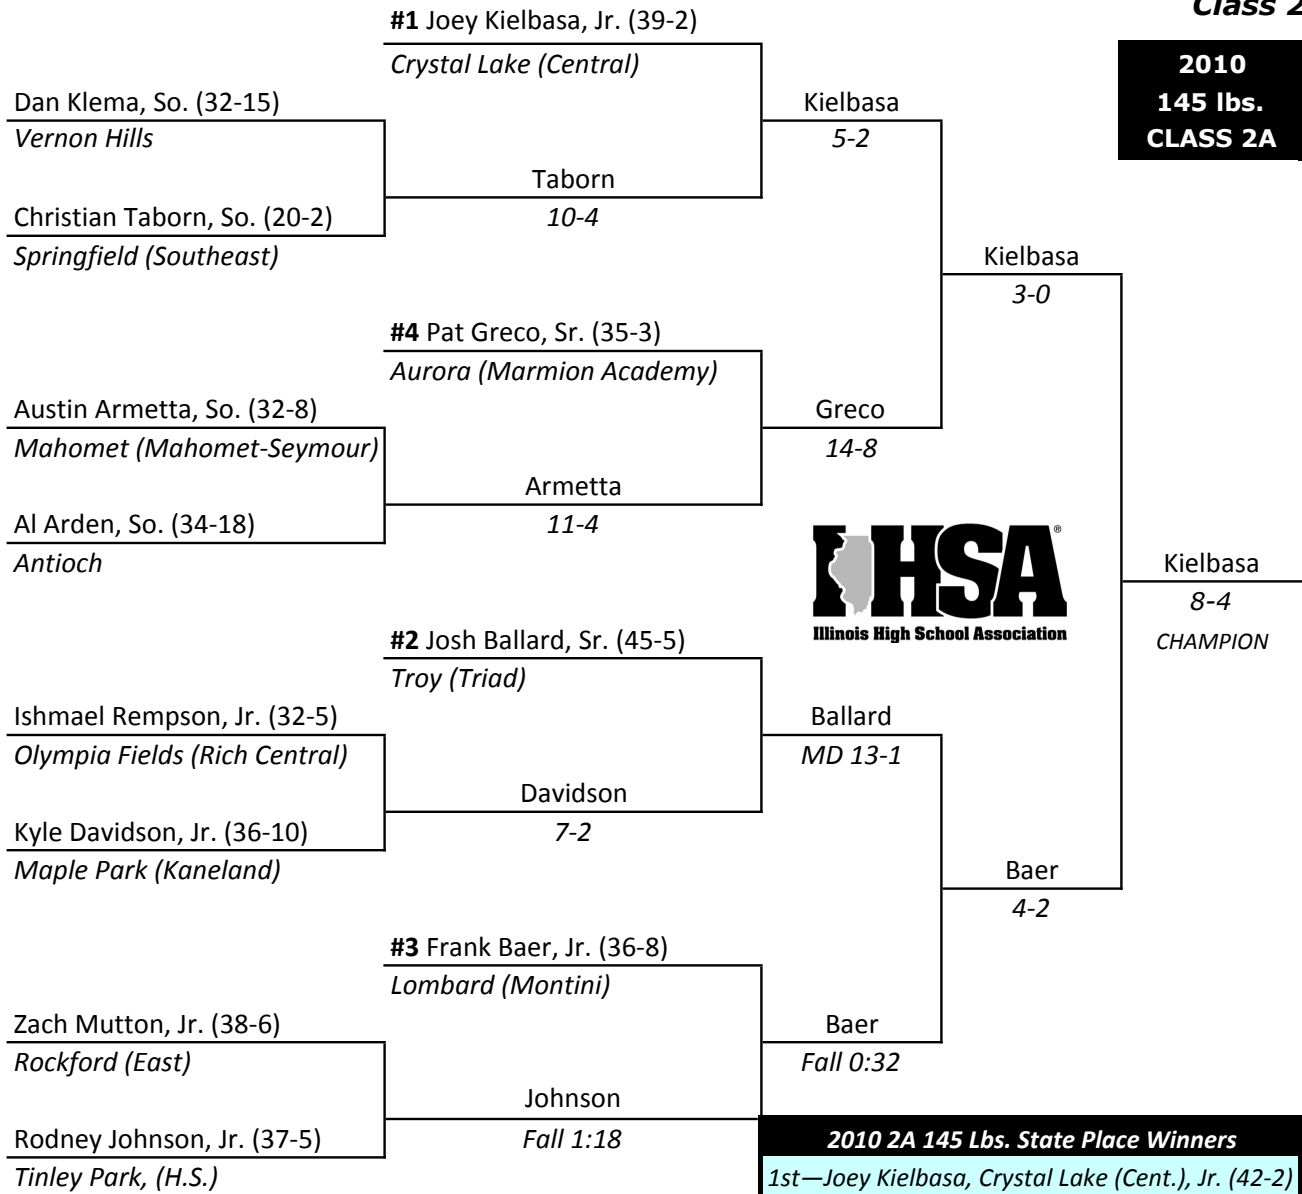 Class 2
#1 Joey Kielbasa, Jr. (39-2)
Crystal Lake (Central)
2010
145 lbs.
CLASS 2A
Dan Klema, So. (32-15)
Vernon Hills
Kielbasa
5-2
Taborn
10-4
Christian Taborn, So. (20-2)
Springfield (Southeast)
Kielbasa
3-0
#4 Pat Greco, Sr. (35-3)
Aurora (Marmion Academy)
Austin Armetta, So. (32-8)
Mahomet (Mahomet-Seymour)
Greco
14-8
Armetta
11-4
Al Arden, So. (34-18)
Antioch
IHSA®
Illinois High School Association
Kielbasa
8-4
CHAMPION
#2 Josh Ballard, Sr. (45-5)
Troy (Triad)
Ishmael Rempson, Jr. (32-5)
Olympia Fields (Rich Central)
Ballard
MD 13-1
Davidson
7-2
Kyle Davidson, Jr. (36-10)
Maple Park (Kaneland)
Baer
4-2
#3 Frank Baer, Jr. (36-8)
Lombard (Montini)
Zach Mutton, Jr. (38-6)
Rockford (East)
Baer
Fall 0:32
Johnson
Fall 1:18
Rodney Johnson, Jr. (37-5)
Tinley Park, (H.S.)
2010 2A 145 Lbs. State Place Winners
1st—Joey Kielbasa, Crystal Lake (Cent.), Jr. (42-2)